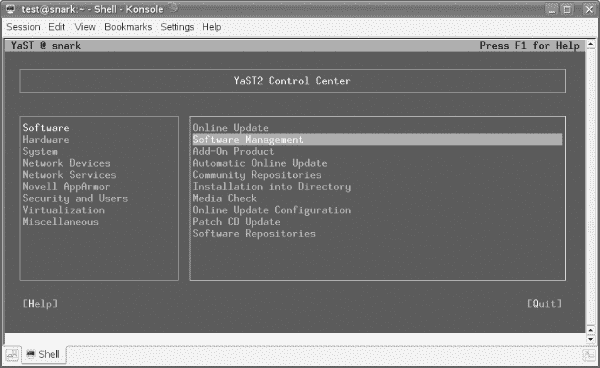 test@snark:~ - Shell - Konsole
Session Edit View Bookmarks Settings Help
YaST @ snark Press F1 for Help
YaST2 Control Center
Software
Hardware
System
Network Devices
Network Services
Novell AppArmor
Security and Users
Virtualization
Miscellaneous
Online Update
Software Management
Add-On Product
Automatic Online Update
Community Repositories
Installation into Directory
Media Check
Online Update Configuration
Patch CD Update
Software Repositories
[Help] [Quit]
Shell